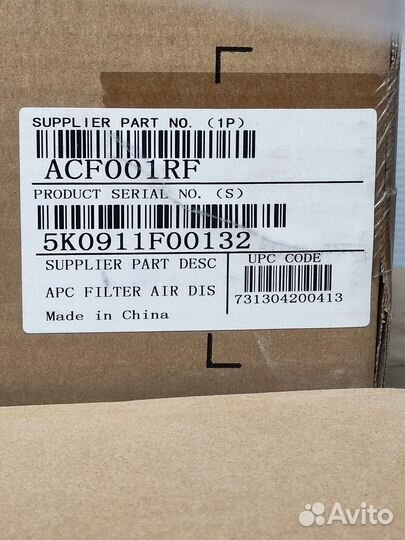 SUPPLIER PART NO. (1P)
ACF001RF
PRODUCT SERIAL NO. (S)
5K0911F00132
SUPPLIER PART DESC
UPC CODE
APC FILTER AIR DIS
731304200413
Made in China
Avito